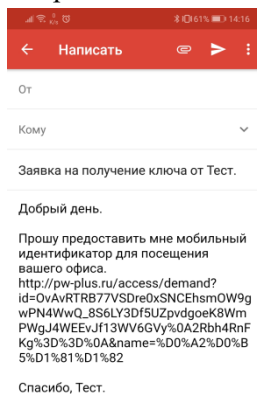 61% 14:16
Написать
От
Кому
Заявка на получение ключа от Тест.
Добрый день.
Прошу предоставить мне мобильный
идентификатор для посещения
вашего офиса.
http://pw-plus.ru/access/demand?
id=OvAvRTRB77VSDre0xSNCEhsmOW9g
wPN4WwQ_8S6LY3Df5UZpvdgoeK8Wm
PWgJ4WEEvJf13WV6GVy%0A2Rbh4RnF
Kg%3D%3D%0A&name=%D0%A2%D0%B
5%D1%81%D1%82
Спасибо, Тест.